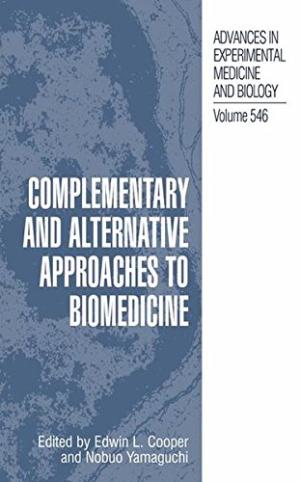 ADVANCES IN
EXPERIMENTAL
MEDICINE
AND BIOLOGY
Volume 546
COMPLEMENTARY
AND ALTERNATIVE
APPROACHES TO
BIOMEDICINE
Edited by Edwin L. Cooper
and Nobuo Yamaguchi